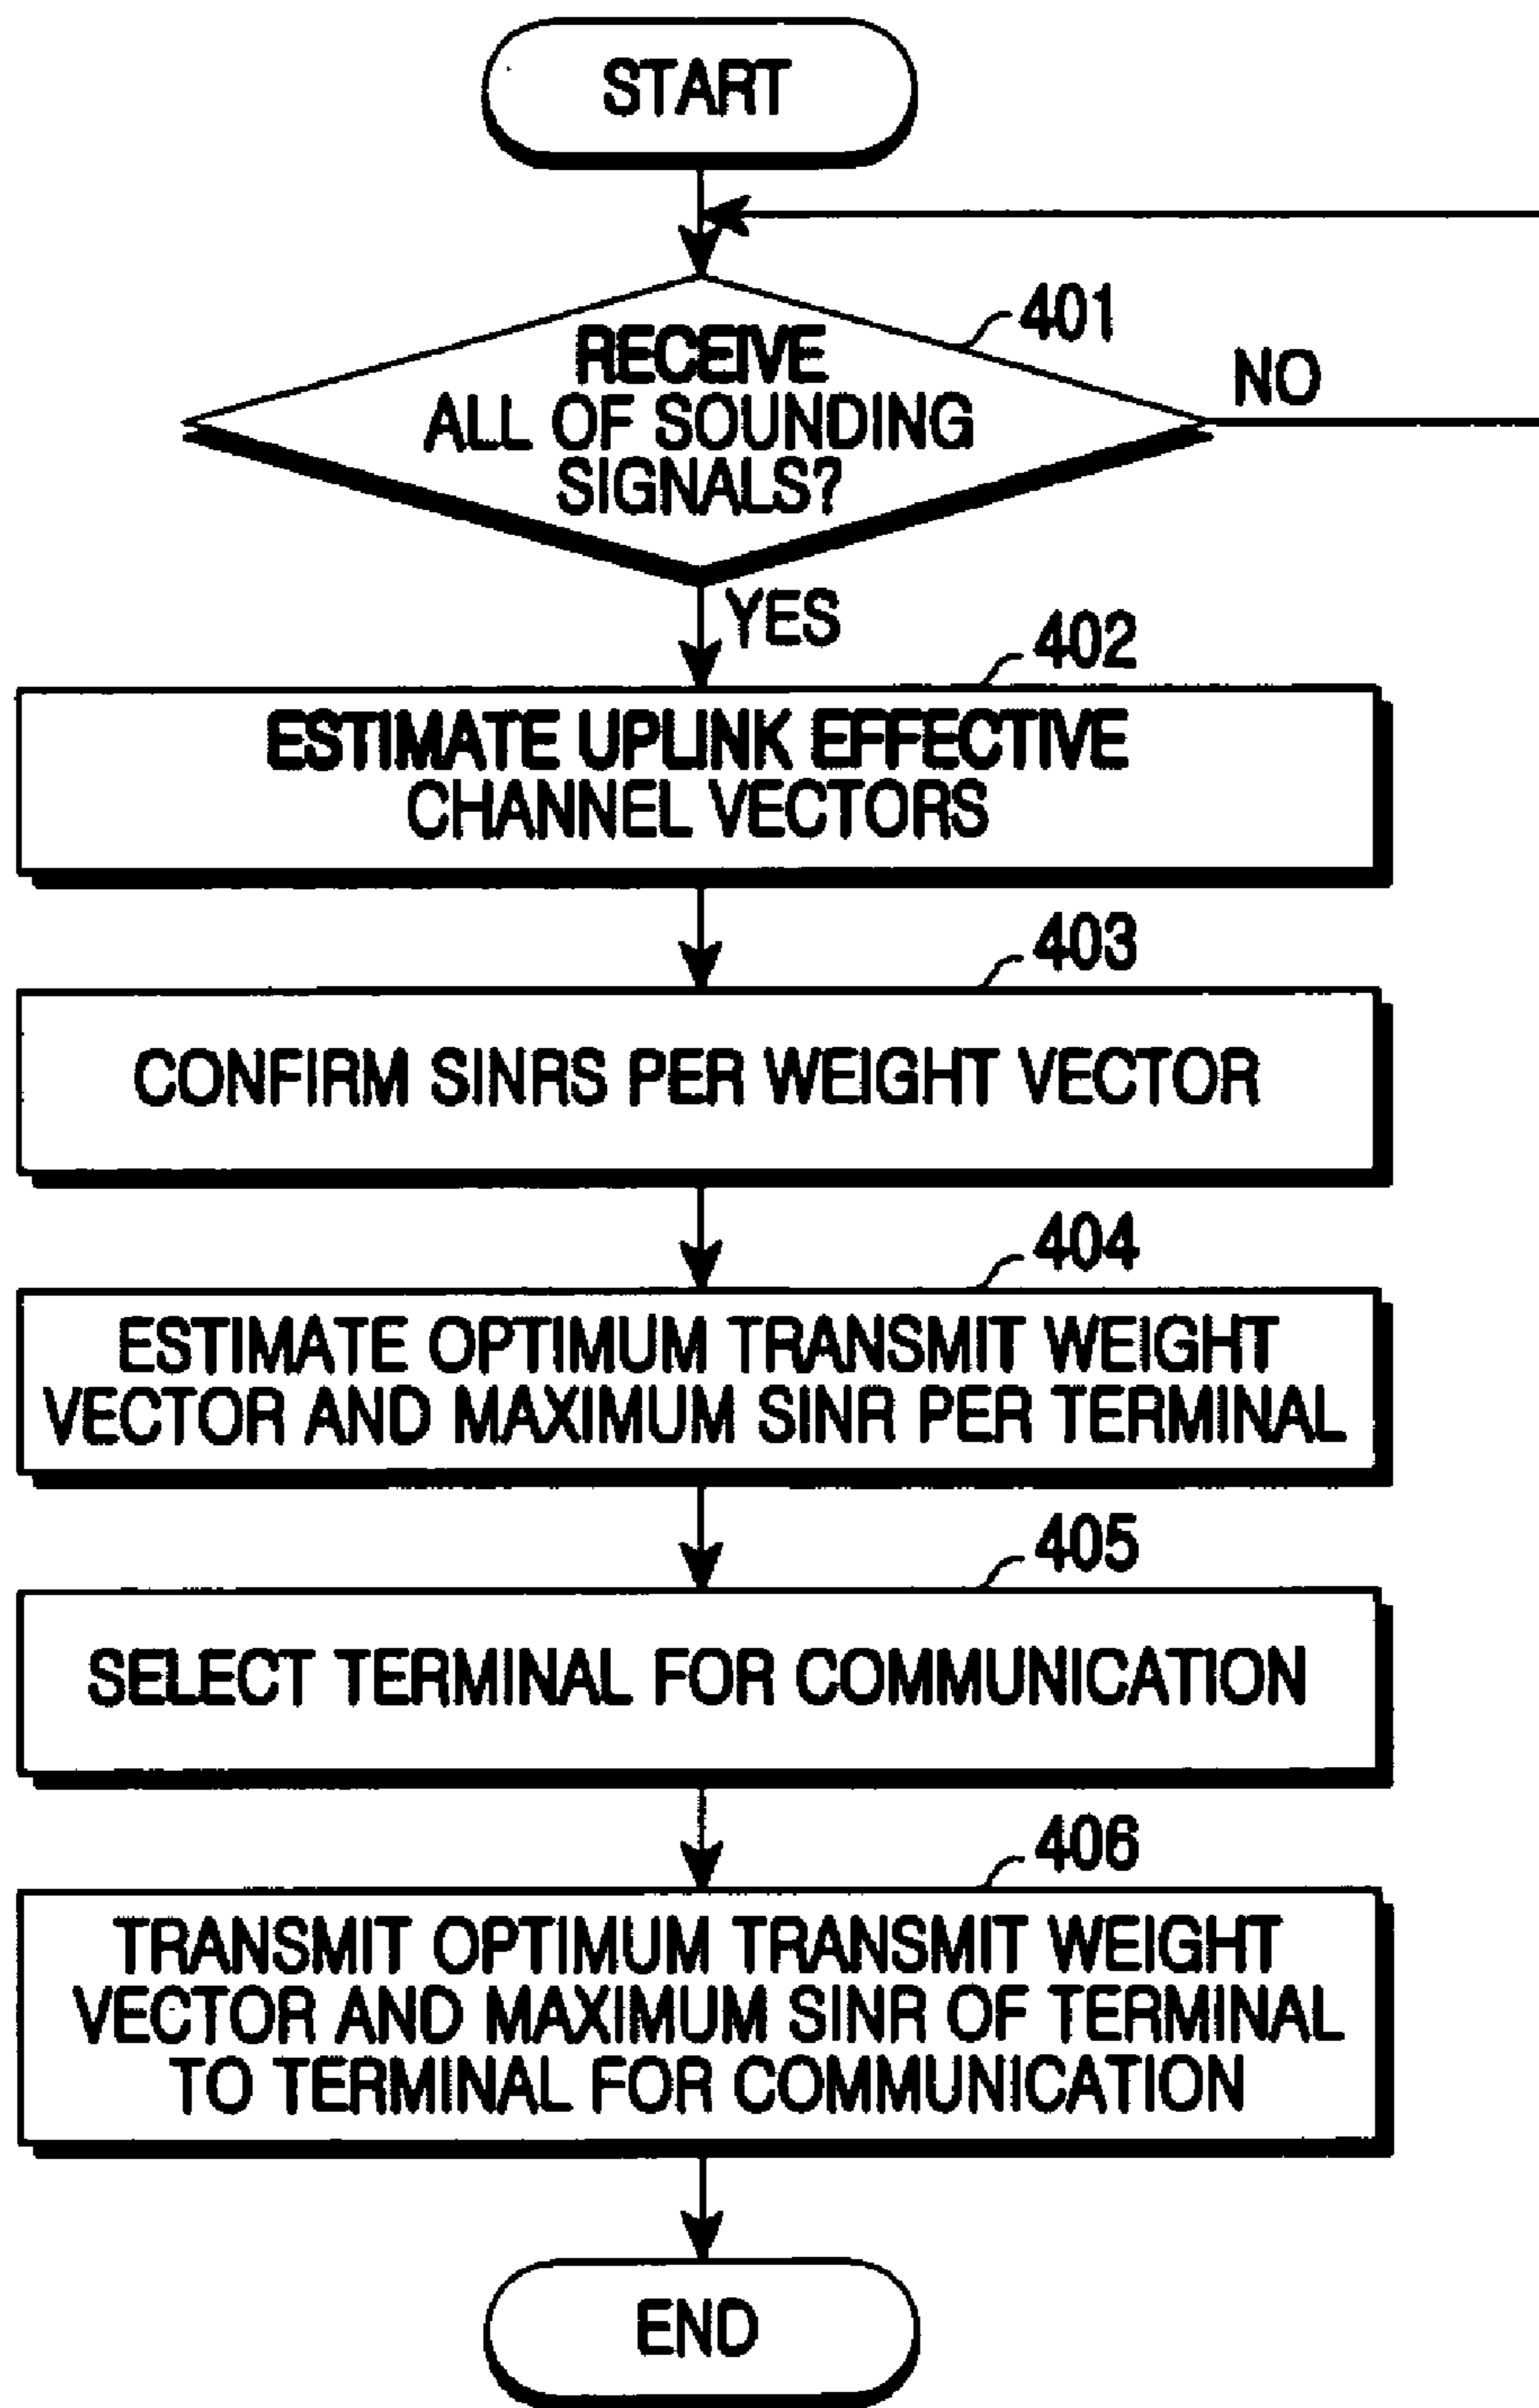 START
401
RECEIVE
ALL OF SOUNDING
SIGNALS?
NO
YES
402
ESTIMATE UPLINK EFFECTIVE
CHANNEL VECTORS
403
CONFIRM SINRS PER WEIGHT VECTOR
404
ESTIMATE OPTIMUM TRANSMIT WEIGHT
VECTOR AND MAXIMUM SINR PER TERMINAL
405
SELECT TERMINAL FOR COMMUNICATION
406
TRANSMIT OPTIMUM TRANSMIT WEIGHT
VECTOR AND MAXIMUM SINR OF TERMINAL
TO TERMINAL FOR COMMUNICATION
END